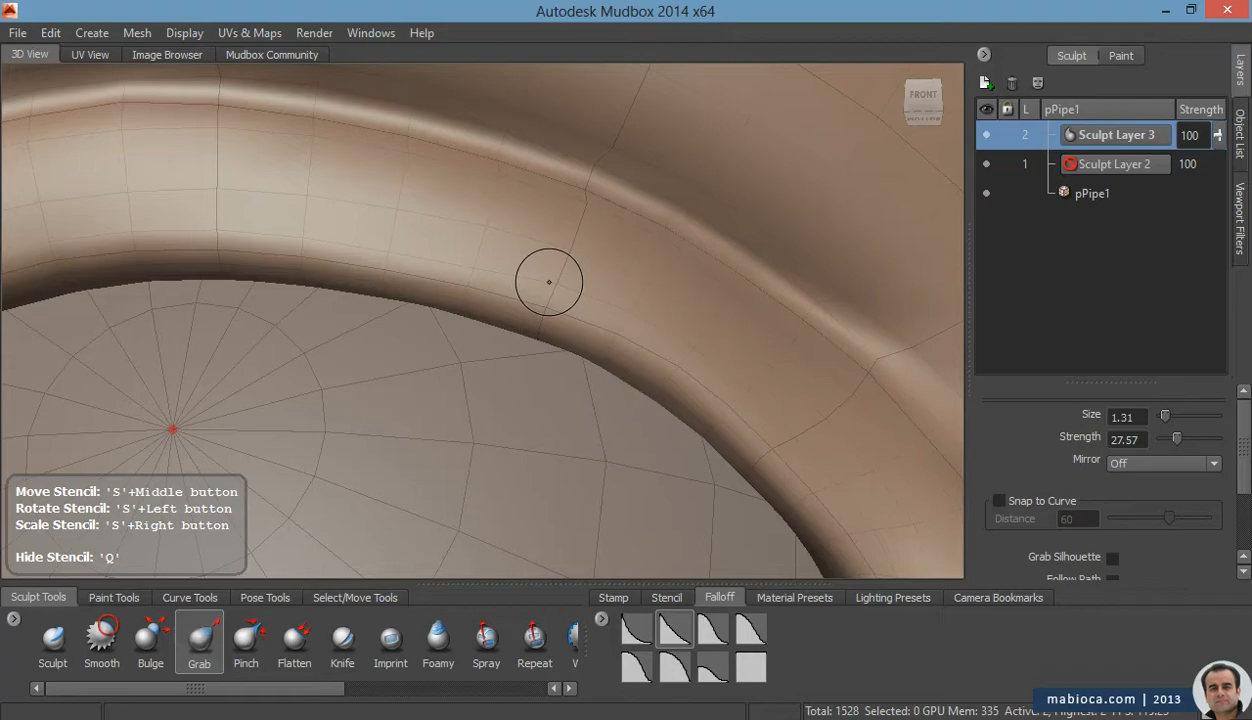 Autodesk Mudbox 2014 x64
File Edit Create Mesh Display UVs & Maps Render Windows Help
3D View UV View Image Browser Mudbox Community
Sculpt Paint
Layers
Object List
Viewport Filters
L pPipe1 Strength
2 Sculpt Layer 3 100
1 Sculpt Layer 2 100
pPipe1
FRONT
Size 1.31
Strength 27.57
Mirror Off
Snap to Curve
Distance 60
Grab Silhouette
Follow Path
Move Stencil: 'S'+Middle button
Rotate Stencil: 'S'+Left button
Scale Stencil: 'S'+Right button
Hide Stencil: 'Q'
Sculpt Tools Paint Tools Curve Tools Pose Tools Select/Move Tools
Stamp Stencil Falloff Material Presets Lighting Presets Camera Bookmarks
Sculpt Smooth Bulge Grab Pinch Flatten Knife Imprint Foamy Spray Repeat W
mabioca.com | 2013
Total: 1528 Selected: 0 GPU Mem: 335